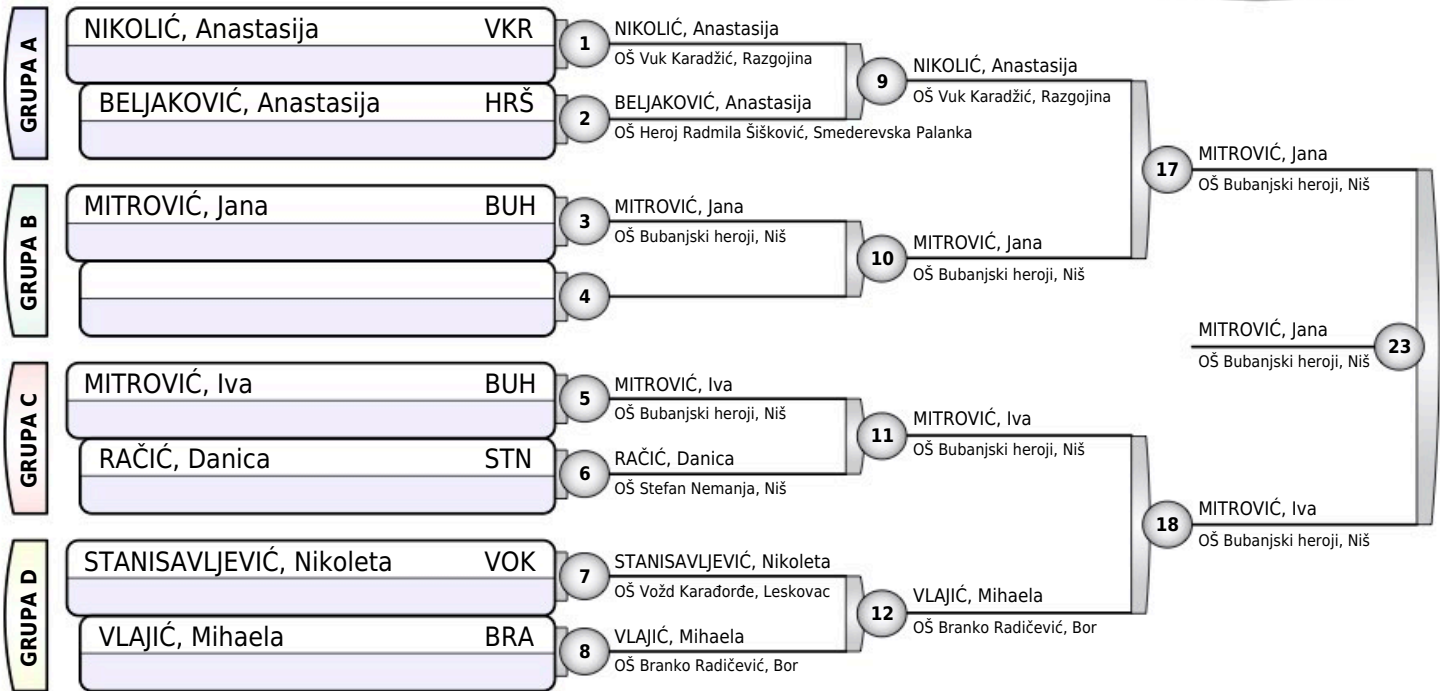 GRUPA A
NIKOLIĆ, Anastasija VKR
BELJAKOVIĆ, Anastasija HRŠ
1
NIKOLIĆ, Anastasija
OŠ Vuk Karadžić, Razgojina
2
BELJAKOVIĆ, Anastasija
OŠ Heroj Radmila Šišković, Smederevska Palanka
9
NIKOLIĆ, Anastasija
OŠ Vuk Karadžić, Razgojina
GRUPA B
MITROVIĆ, Jana BUH
3
MITROVIĆ, Jana
OŠ Bubanjski heroji, Niš
4
10
MITROVIĆ, Jana
OŠ Bubanjski heroji, Niš
17
MITROVIĆ, Jana
OŠ Bubanjski heroji, Niš
GRUPA C
MITROVIĆ, Iva BUH
RAČIĆ, Danica STN
5
MITROVIĆ, Iva
OŠ Bubanjski heroji, Niš
6
RAČIĆ, Danica
OŠ Stefan Nemanja, Niš
11
MITROVIĆ, Iva
OŠ Bubanjski heroji, Niš
GRUPA D
STANISAVLJEVIĆ, Nikoleta VOK
VLAJIĆ, Mihaela BRA
7
STANISAVLJEVIĆ, Nikoleta
OŠ Vožd Karađorđe, Leskovac
8
VLAJIĆ, Mihaela
OŠ Branko Radičević, Bor
12
VLAJIĆ, Mihaela
OŠ Branko Radičević, Bor
18
MITROVIĆ, Iva
OŠ Bubanjski heroji, Niš
MITROVIĆ, Jana
OŠ Bubanjski heroji, Niš
23